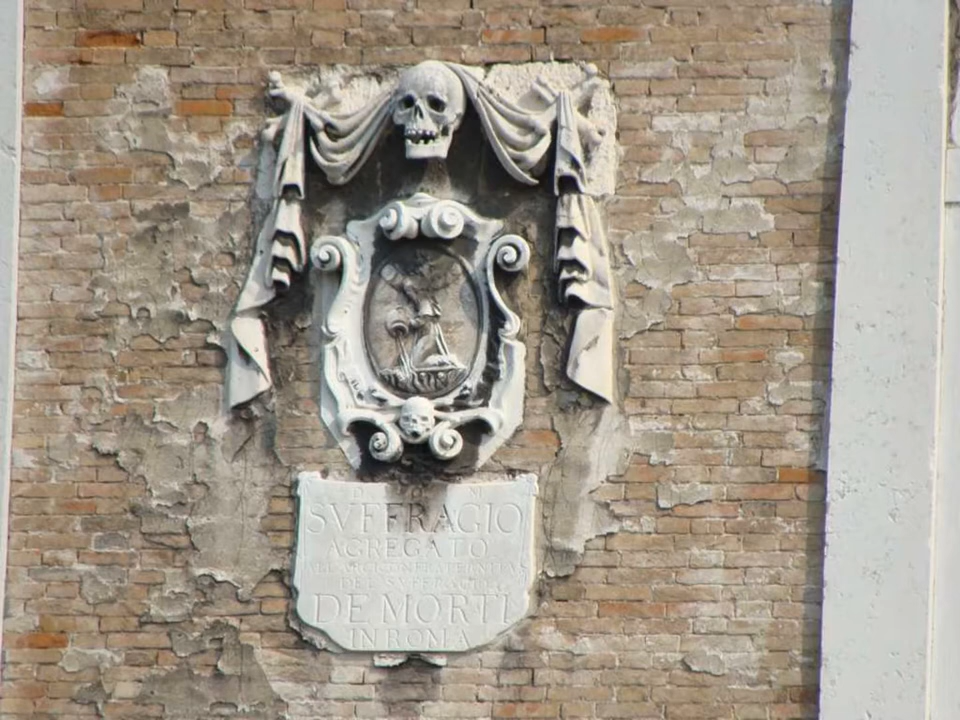 D. O. M.
SVFFRAGIO
AGREGATO
ALL'ARCICONFRATERNITA
DEL SVFFRAGIO
DE MORTI
IN ROMA